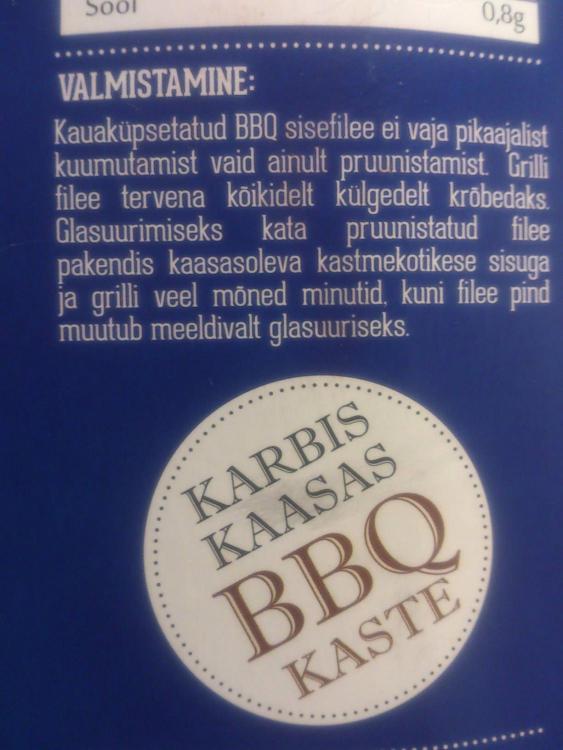 Sool 0,8g
VALMISTAMINE:
Kauaküpsetatud BBQ sisefilee ei vaja pikaajalist
kuumutamist vaid ainult pruunistamist. Grilli
filee tervena kõikidelt külgedelt krõbedaks.
Glasuurimiseks kata pruunistatud filee
pakendis kaasasoleva kastmekotikese sisuga
ja grilli veel mõned minutid, kuni filee pind
muutub meeldivalt glasuuriseks.
KARBIS
KAASAS
BBQ
KASTE